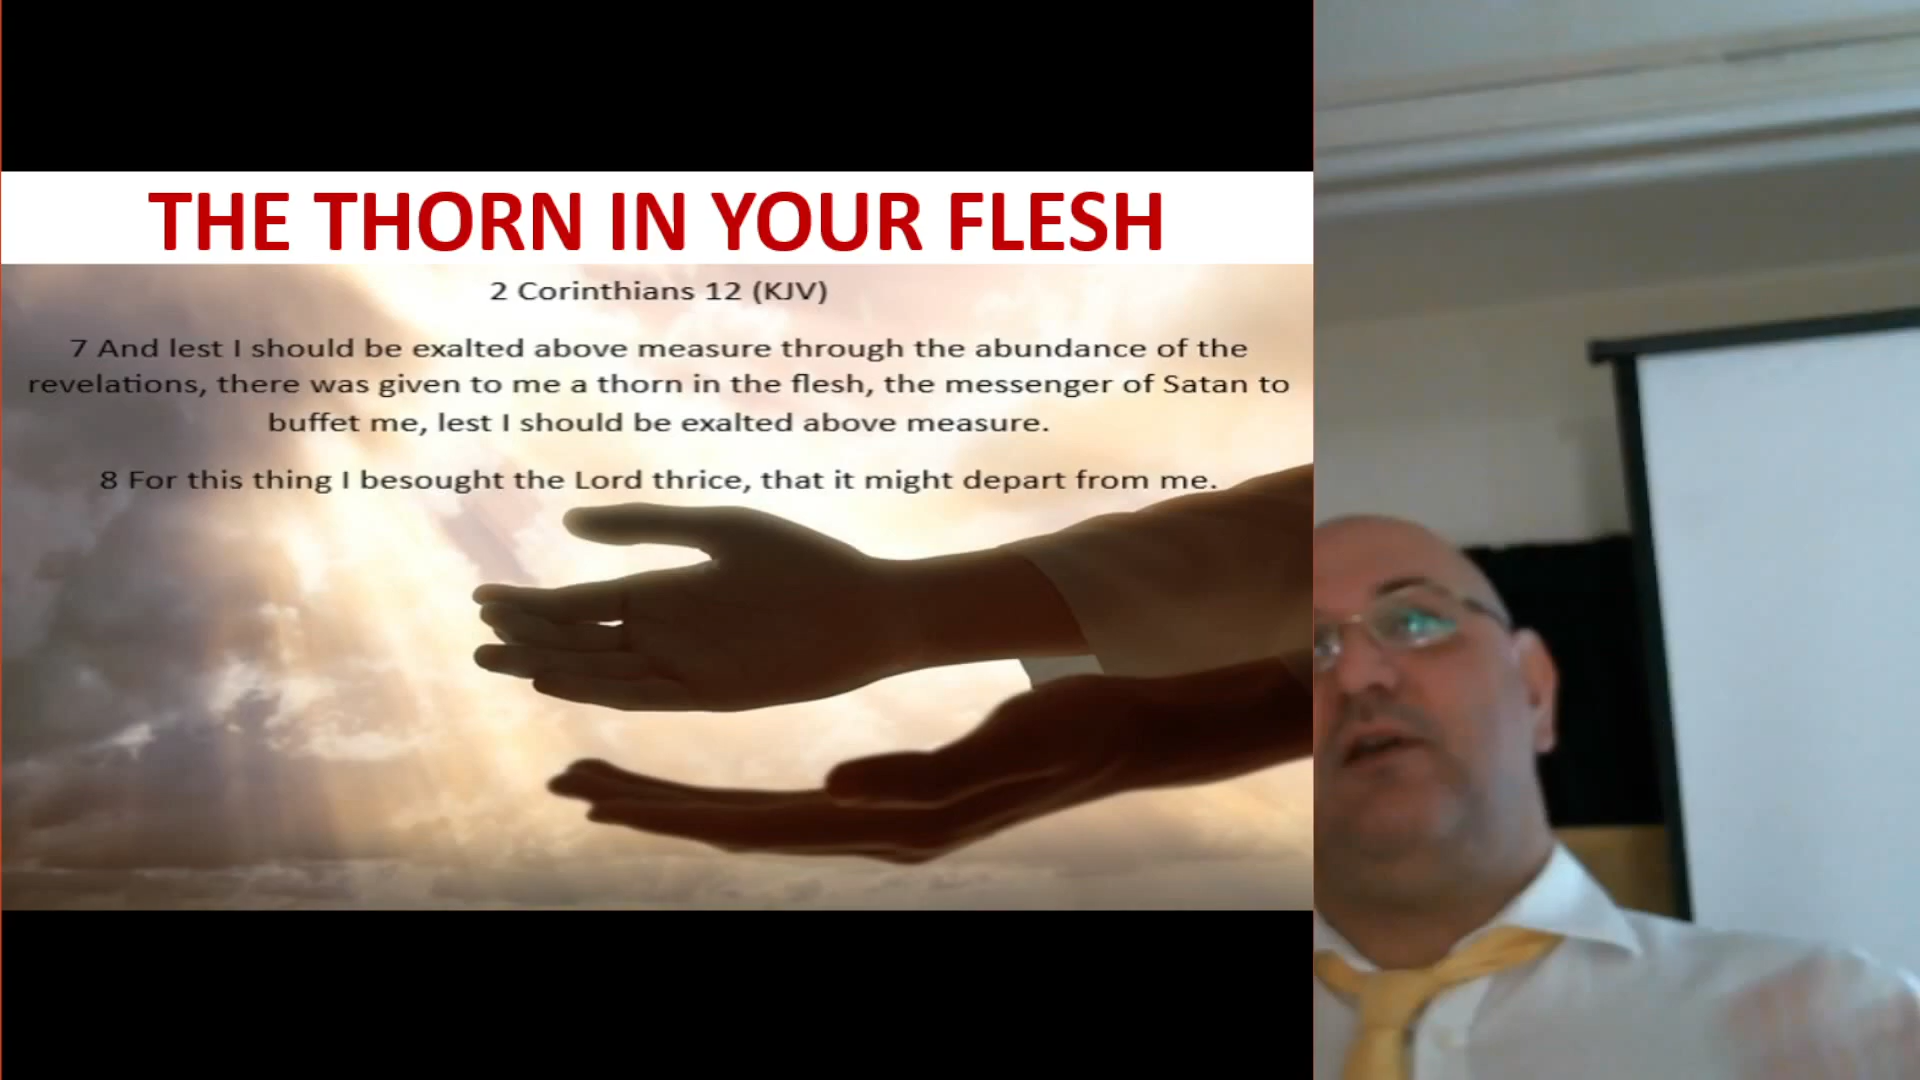 THE THORN IN YOUR FLESH
2 Corinthians 12 (KJV)
7 And lest I should be exalted above measure through the abundance of the
revelations, there was given to me a thorn in the flesh, the messenger of Satan to
buffet me, lest I should be exalted above measure.
8 For this thing I besought the Lord thrice, that it might depart from me.